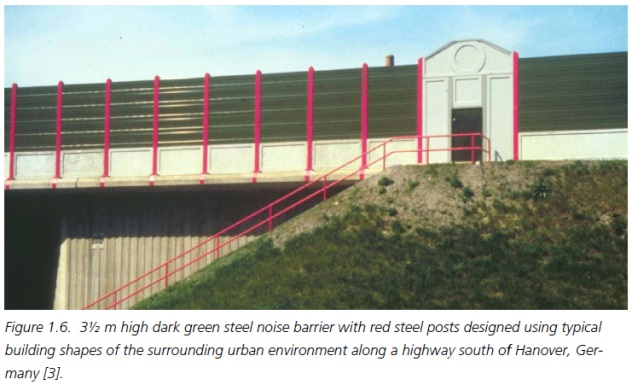 Figure 1.6. 3½ m high dark green steel noise barrier with red steel posts designed using typical
building shapes of the surrounding urban environment along a highway south of Hanover, Ger-
many [3].